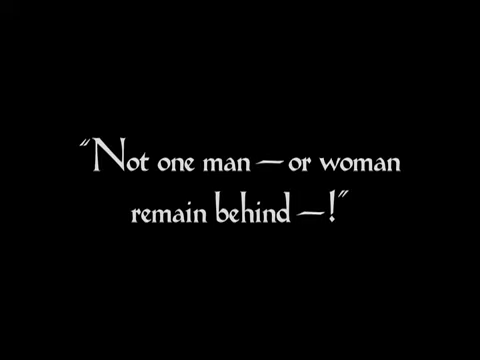 “Not one man — or woman
remain behind — !”